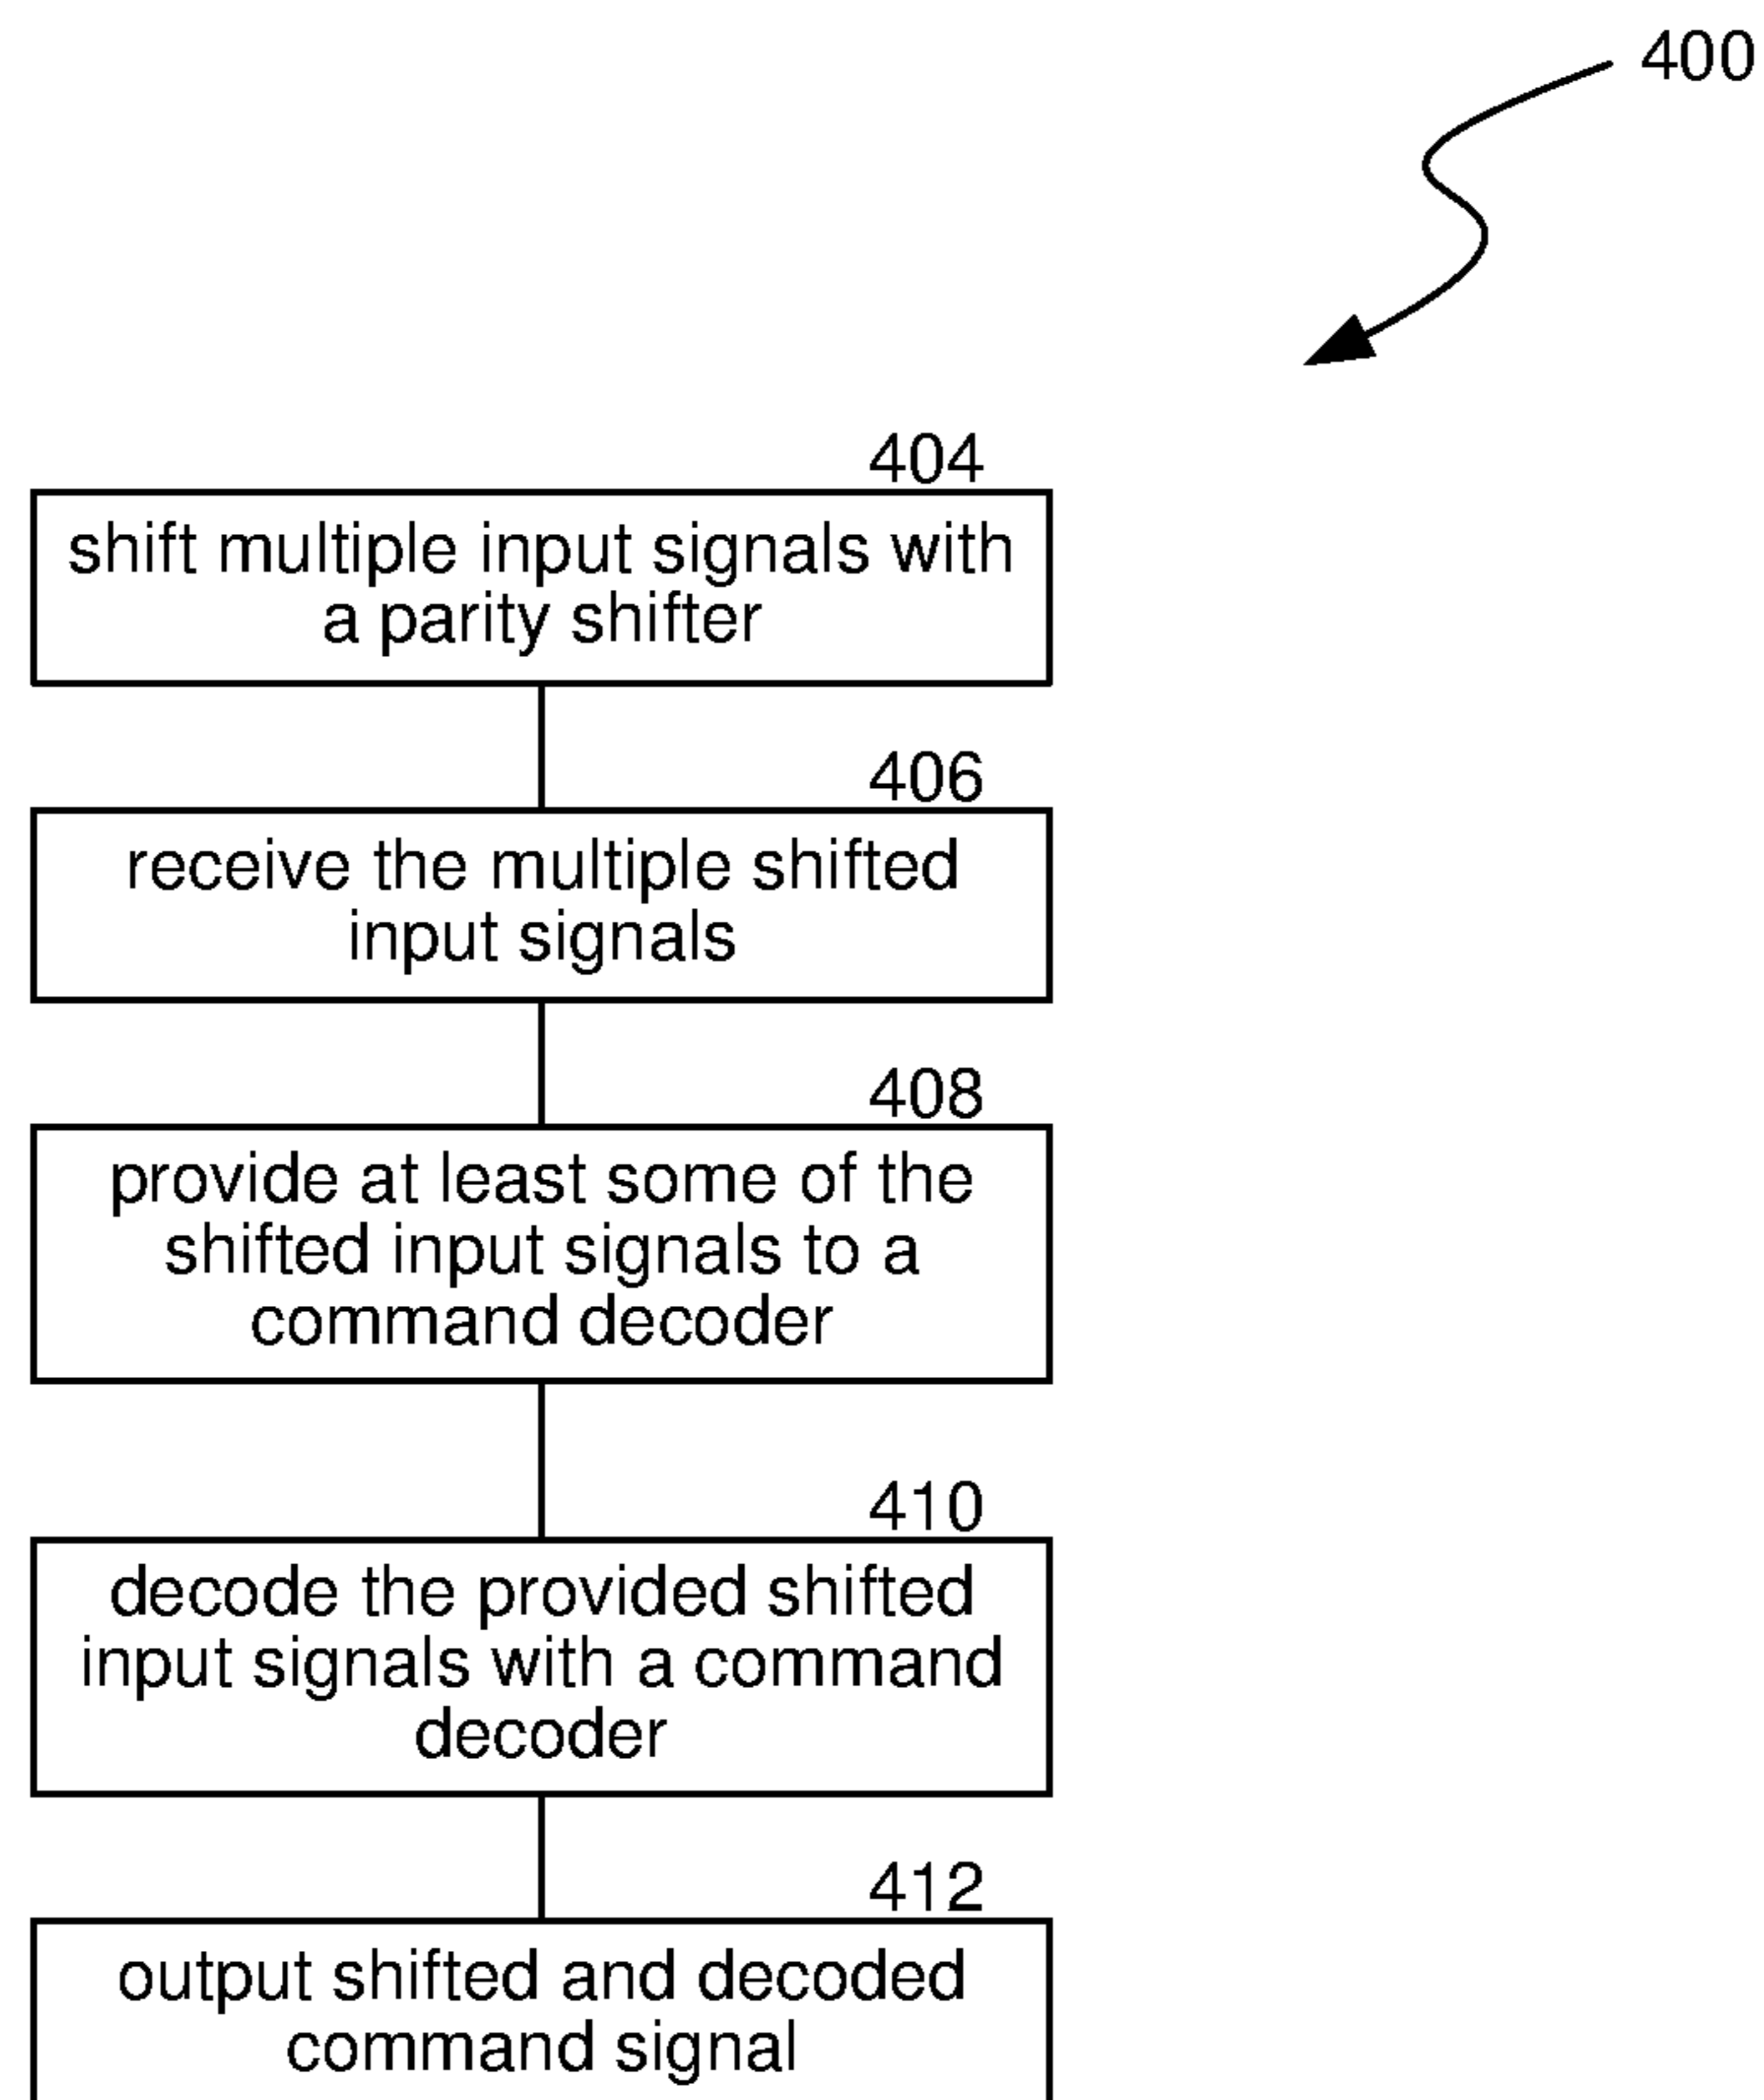 400
404
shift multiple input signals with
a parity shifter
406
receive the multiple shifted
input signals
408
provide at least some of the
shifted input signals to a
command decoder
410
decode the provided shifted
input signals with a command
decoder
412
output shifted and decoded
command signal